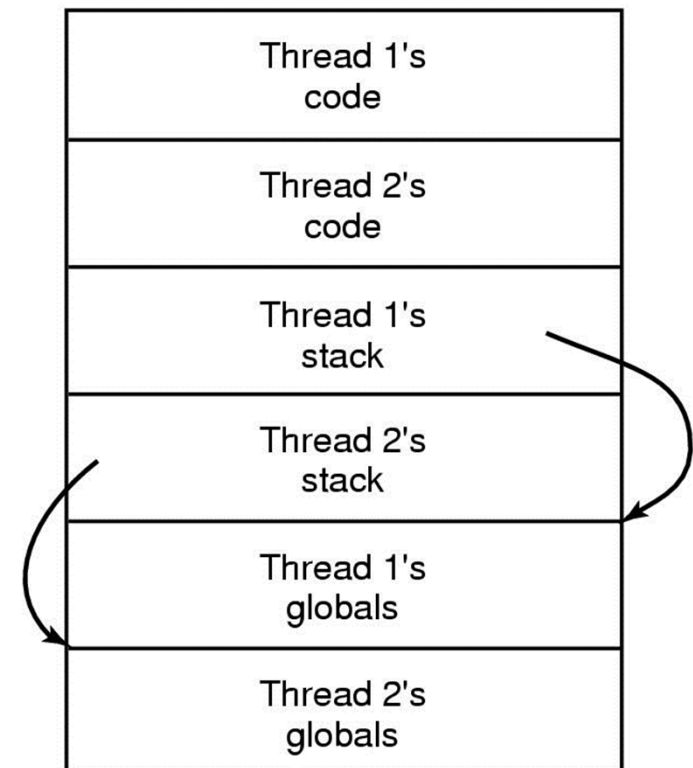 Thread 1's
code
Thread 2's
code
Thread 1's
stack
Thread 2's
stack
Thread 1's
globals
Thread 2's
globals